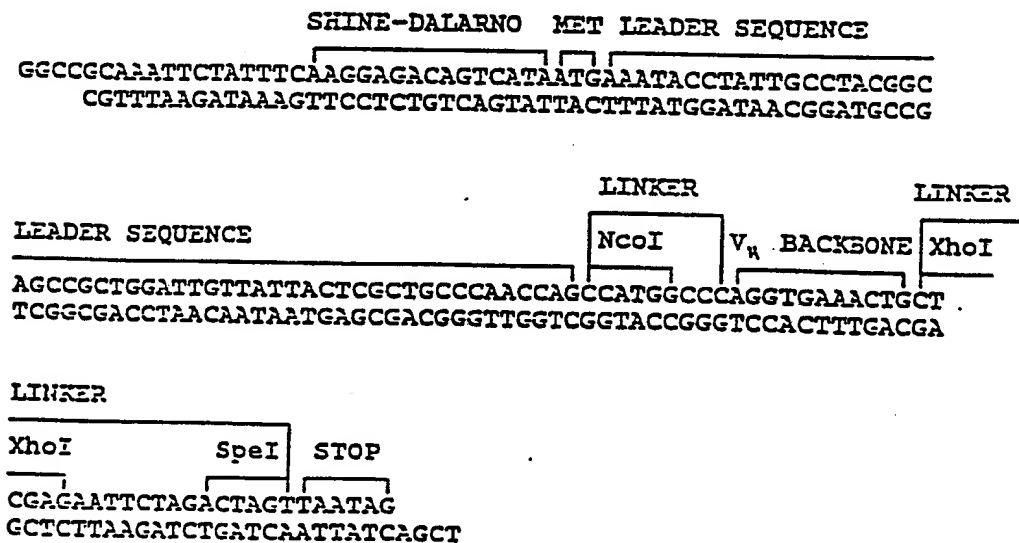 SHINE-DALARNO MET LEADER SEQUENCE
GGCCGCAAATTCTATTTCAAGGAGACAGTCATAATGAAATACCTATTGCCTACGGC
CGTTTAAGATAAAGTTCCTCTGTCAGTATTACTTTATGGATAACGGATGCCG
LINKER LINKER
LEADER SEQUENCE NcoI VH BACKBONE XhoI
AGCCGCTGGATTGTTATTACTCGCTGCCCAACCAGCCATGGCCCAGGTGAAACTGCT
TCGGCGACCTAACAATAATGAGCGACGGGTTGGTCGGTACCGGGTCCACTTTGACGA
LINKER
XhoI SpeI STOP
CGAGAATTCTAGACTAGTTAATAG
GCTCTTAAGATCTGATCAATTATCAGCT